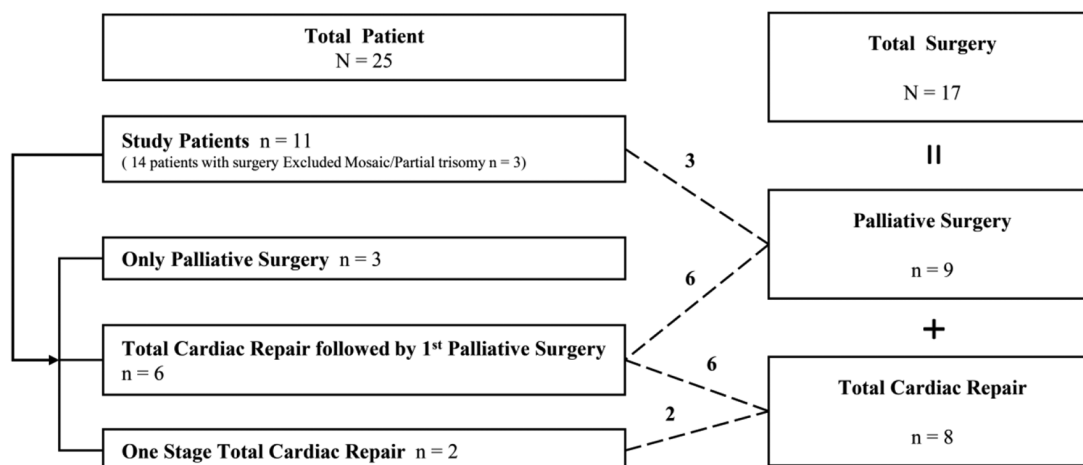 Total Patient
N = 25
Study Patients n = 11
( 14 patients with surgery Excluded Mosaic/Partial trisomy n = 3)
Only Palliative Surgery n = 3
Total Cardiac Repair followed by 1st Palliative Surgery
n = 6
One Stage Total Cardiac Repair n = 2
3
6
6
2
Total Surgery
N = 17
=
Palliative Surgery
n = 9
+
Total Cardiac Repair
n = 8